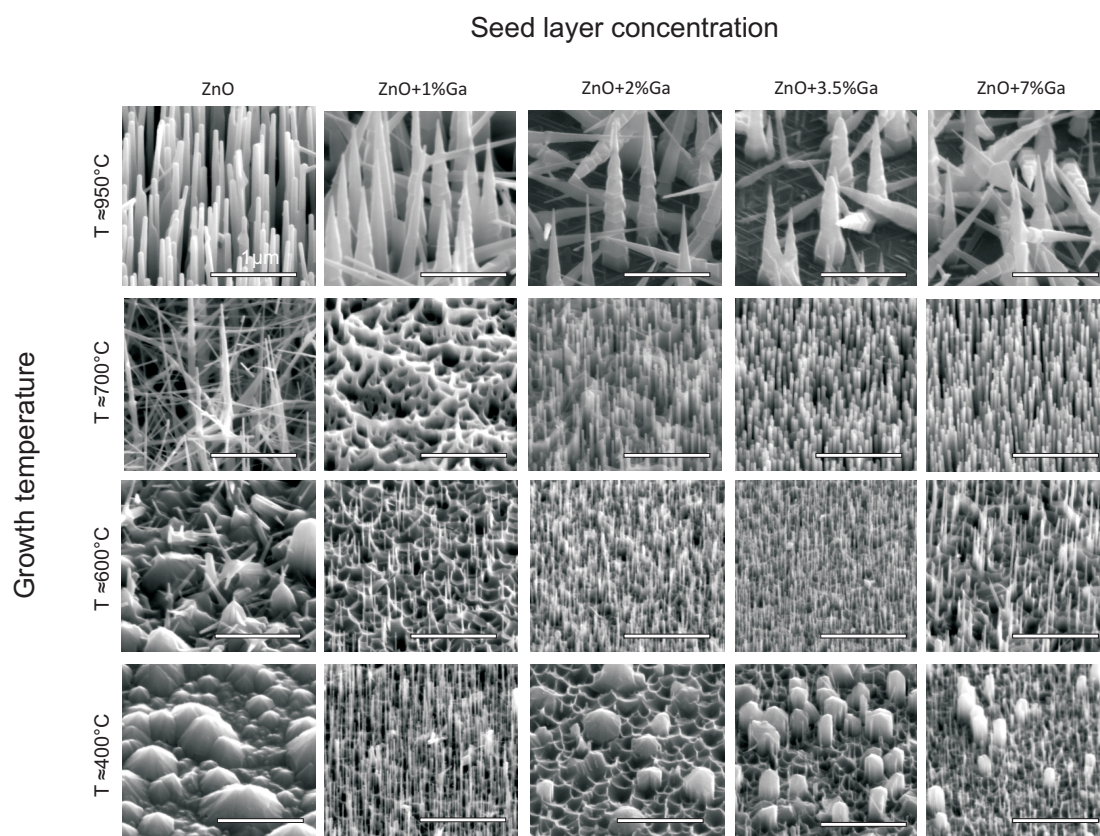 Seed layer concentration
ZnO ZnO+1%Ga ZnO+2%Ga ZnO+3.5%Ga ZnO+7%Ga
T ≈950°C
1μm
Growth temperature
T ≈700°C
T ≈600°C
T ≈400°C